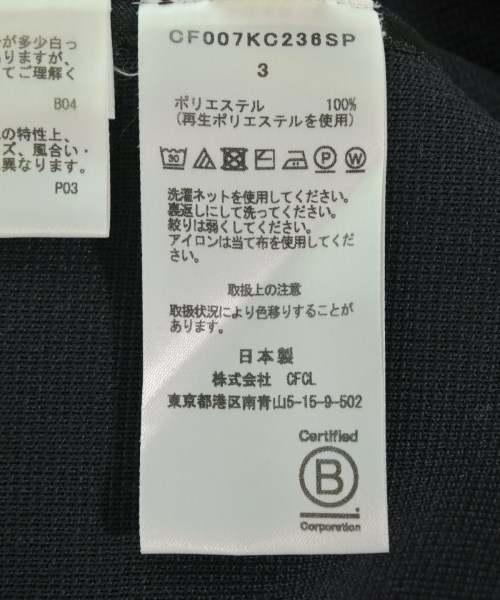 が多少白っ
ありますが、
てご理解く
B04
の特性上、
ズ、風合い・
異なります。
P03
CF007KC236SP
3
ポリエステル 100%
(再生ポリエステルを使用)
30 P W
洗濯ネットを使用してください。
裏返しにして洗ってください。
絞りは弱くしてください。
アイロンは当て布を使用してくだ
さい。
取扱上の注意
取扱状況により色移りすることが
あります。
日本製
株式会社 CFCL
東京都港区南青山5-15-9-502
Certified
B
Corporation